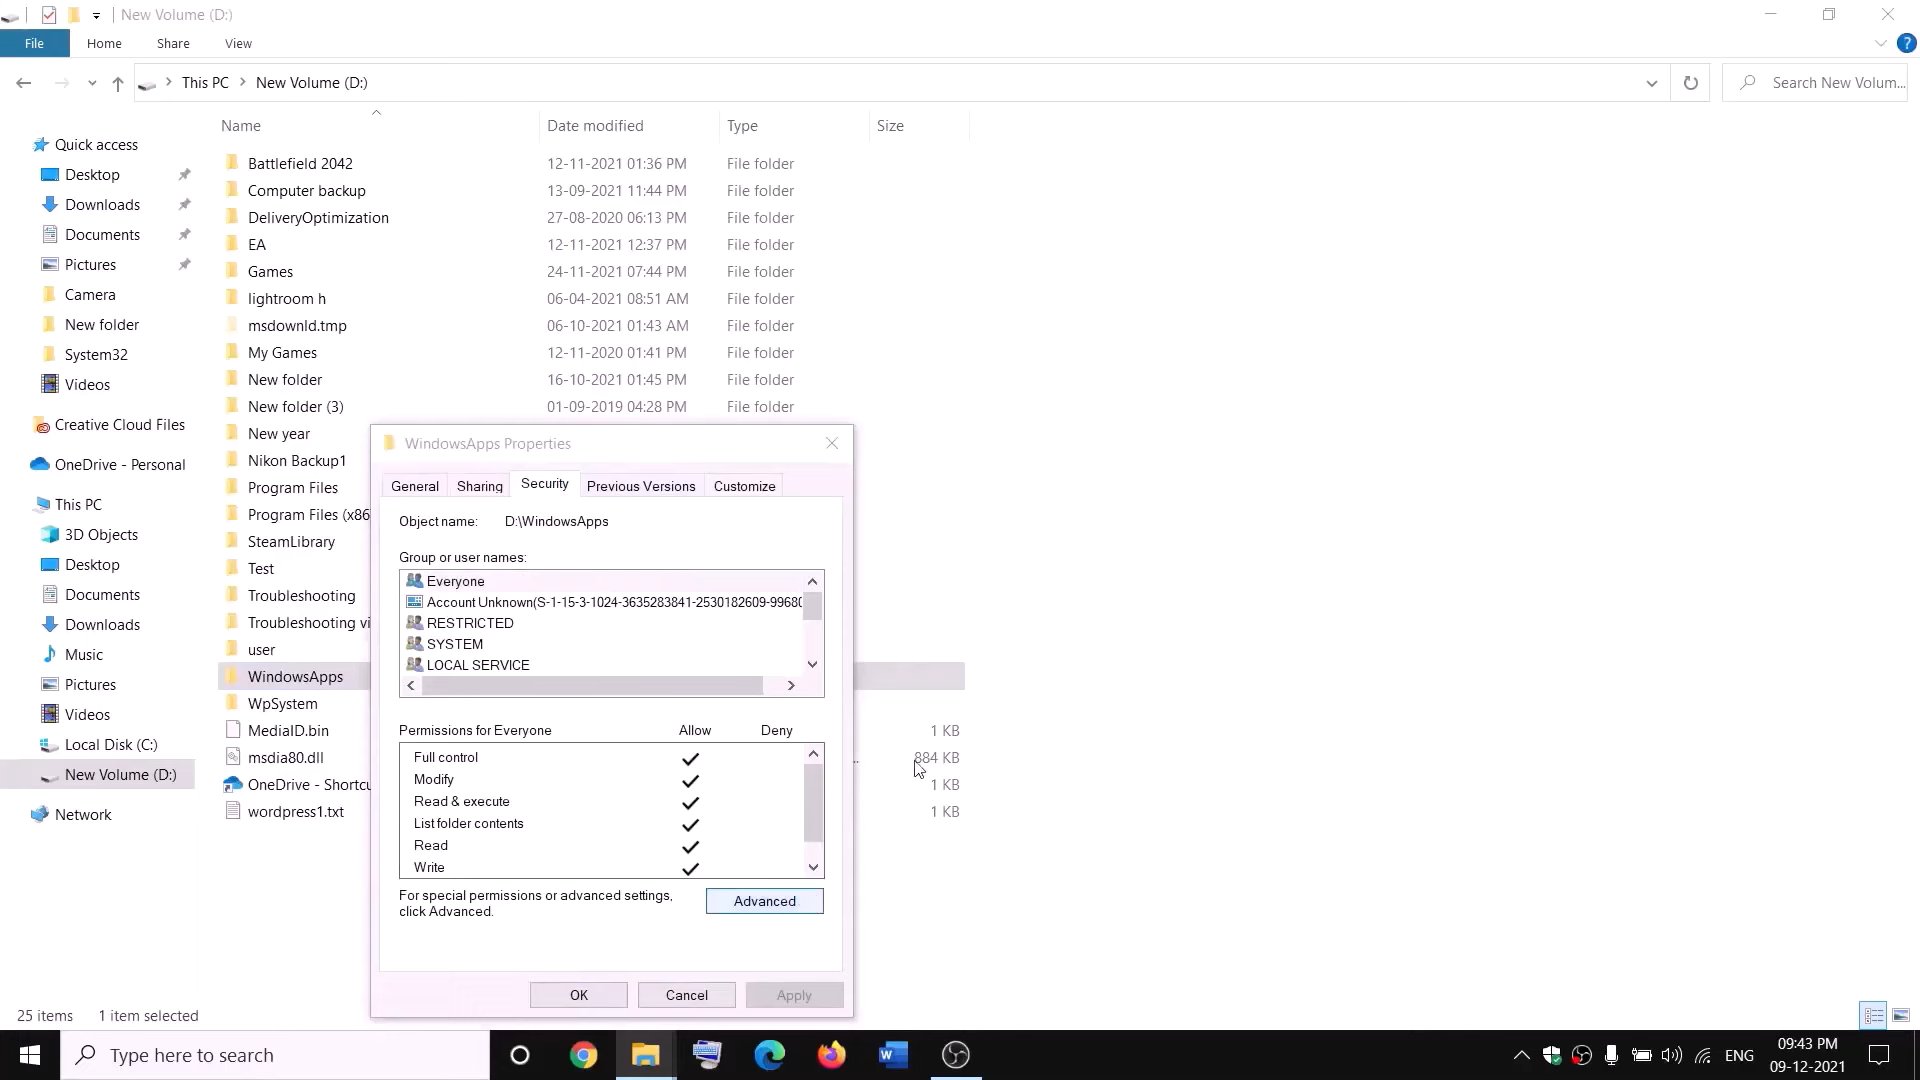 New Volume (D:)
File
Home
Share
View
This PC
New Volume (D:)
Search New Volum...
Name
Date modified
Type
Size
Quick access
Desktop
Downloads
Documents
Pictures
Camera
New folder
System32
Videos
Creative Cloud Files
OneDrive - Personal
This PC
3D Objects
Desktop
Documents
Downloads
Music
Pictures
Videos
Local Disk (C:)
New Volume (D:)
Network
Battlefield 2042 12-11-2021 01:36 PM File folder
Computer backup 13-09-2021 11:44 PM File folder
DeliveryOptimization 27-08-2020 06:13 PM File folder
EA 12-11-2021 12:37 PM File folder
Games 24-11-2021 07:44 PM File folder
lightroom h 06-04-2021 08:51 AM File folder
msdownld.tmp 06-10-2021 01:43 AM File folder
My Games 12-11-2020 01:41 PM File folder
New folder 16-10-2021 01:45 PM File folder
New folder (3) 01-09-2019 04:28 PM File folder
New year
Nikon Backup1
Program Files
Program Files (x86
SteamLibrary
Test
Troubleshooting
Troubleshooting vi
user
WindowsApps
WpSystem
MediaID.bin 1 KB
msdia80.dll .. 884 KB
OneDrive - Shortcu 1 KB
wordpress1.txt 1 KB
WindowsApps Properties
General
Sharing
Security
Previous Versions
Customize
Object name: D:\WindowsApps
Group or user names:
Everyone
Account Unknown(S-1-15-3-1024-3635283841-2530182609-9968
RESTRICTED
SYSTEM
LOCAL SERVICE
Permissions for Everyone Allow Deny
Full control
Modify
Read & execute
List folder contents
Read
Write
For special permissions or advanced settings,
click Advanced.
Advanced
OK
Cancel
Apply
25 items
1 item selected
Type here to search
ENG
09:43 PM
09-12-2021